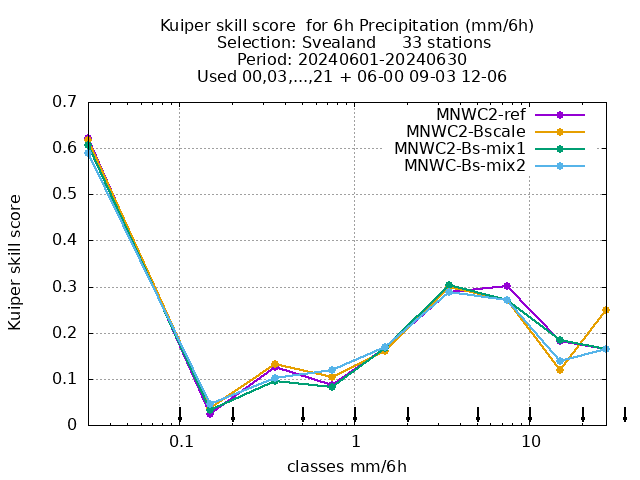 Kuiper skill score  for 6h Precipitation (mm/6h)
Selection: Svealand     33 stations
Period: 20240601-20240630
Used 00,03,...,21 + 06-00 09-03 12-06
MNWC2-ref
MNWC2-Bscale
MNWC2-Bs-mix1
MNWC-Bs-mix2
Kuiper skill score
0.7
0.6
0.5
0.4
0.3
0.2
0.1
0
0.1 1 10
classes mm/6h